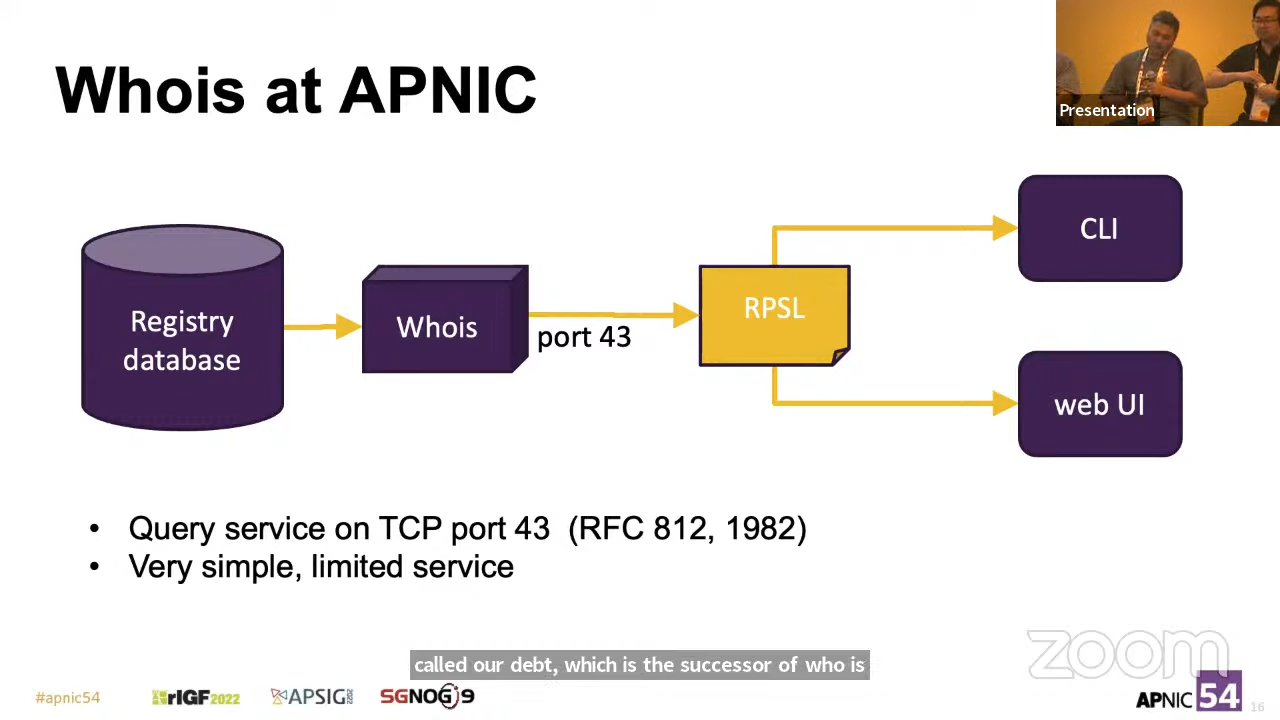 Whois at APNIC
Presentation
Registry
database
Whois
port 43
RPSL
CLI
web UI
• Query service on TCP port 43 (RFC 812, 1982)
• Very simple, limited service
called our debt, which is the successor of who is
zoom
#apnic54
rIGF2022
APSIG
SGNOG 9
APNIC 54
16